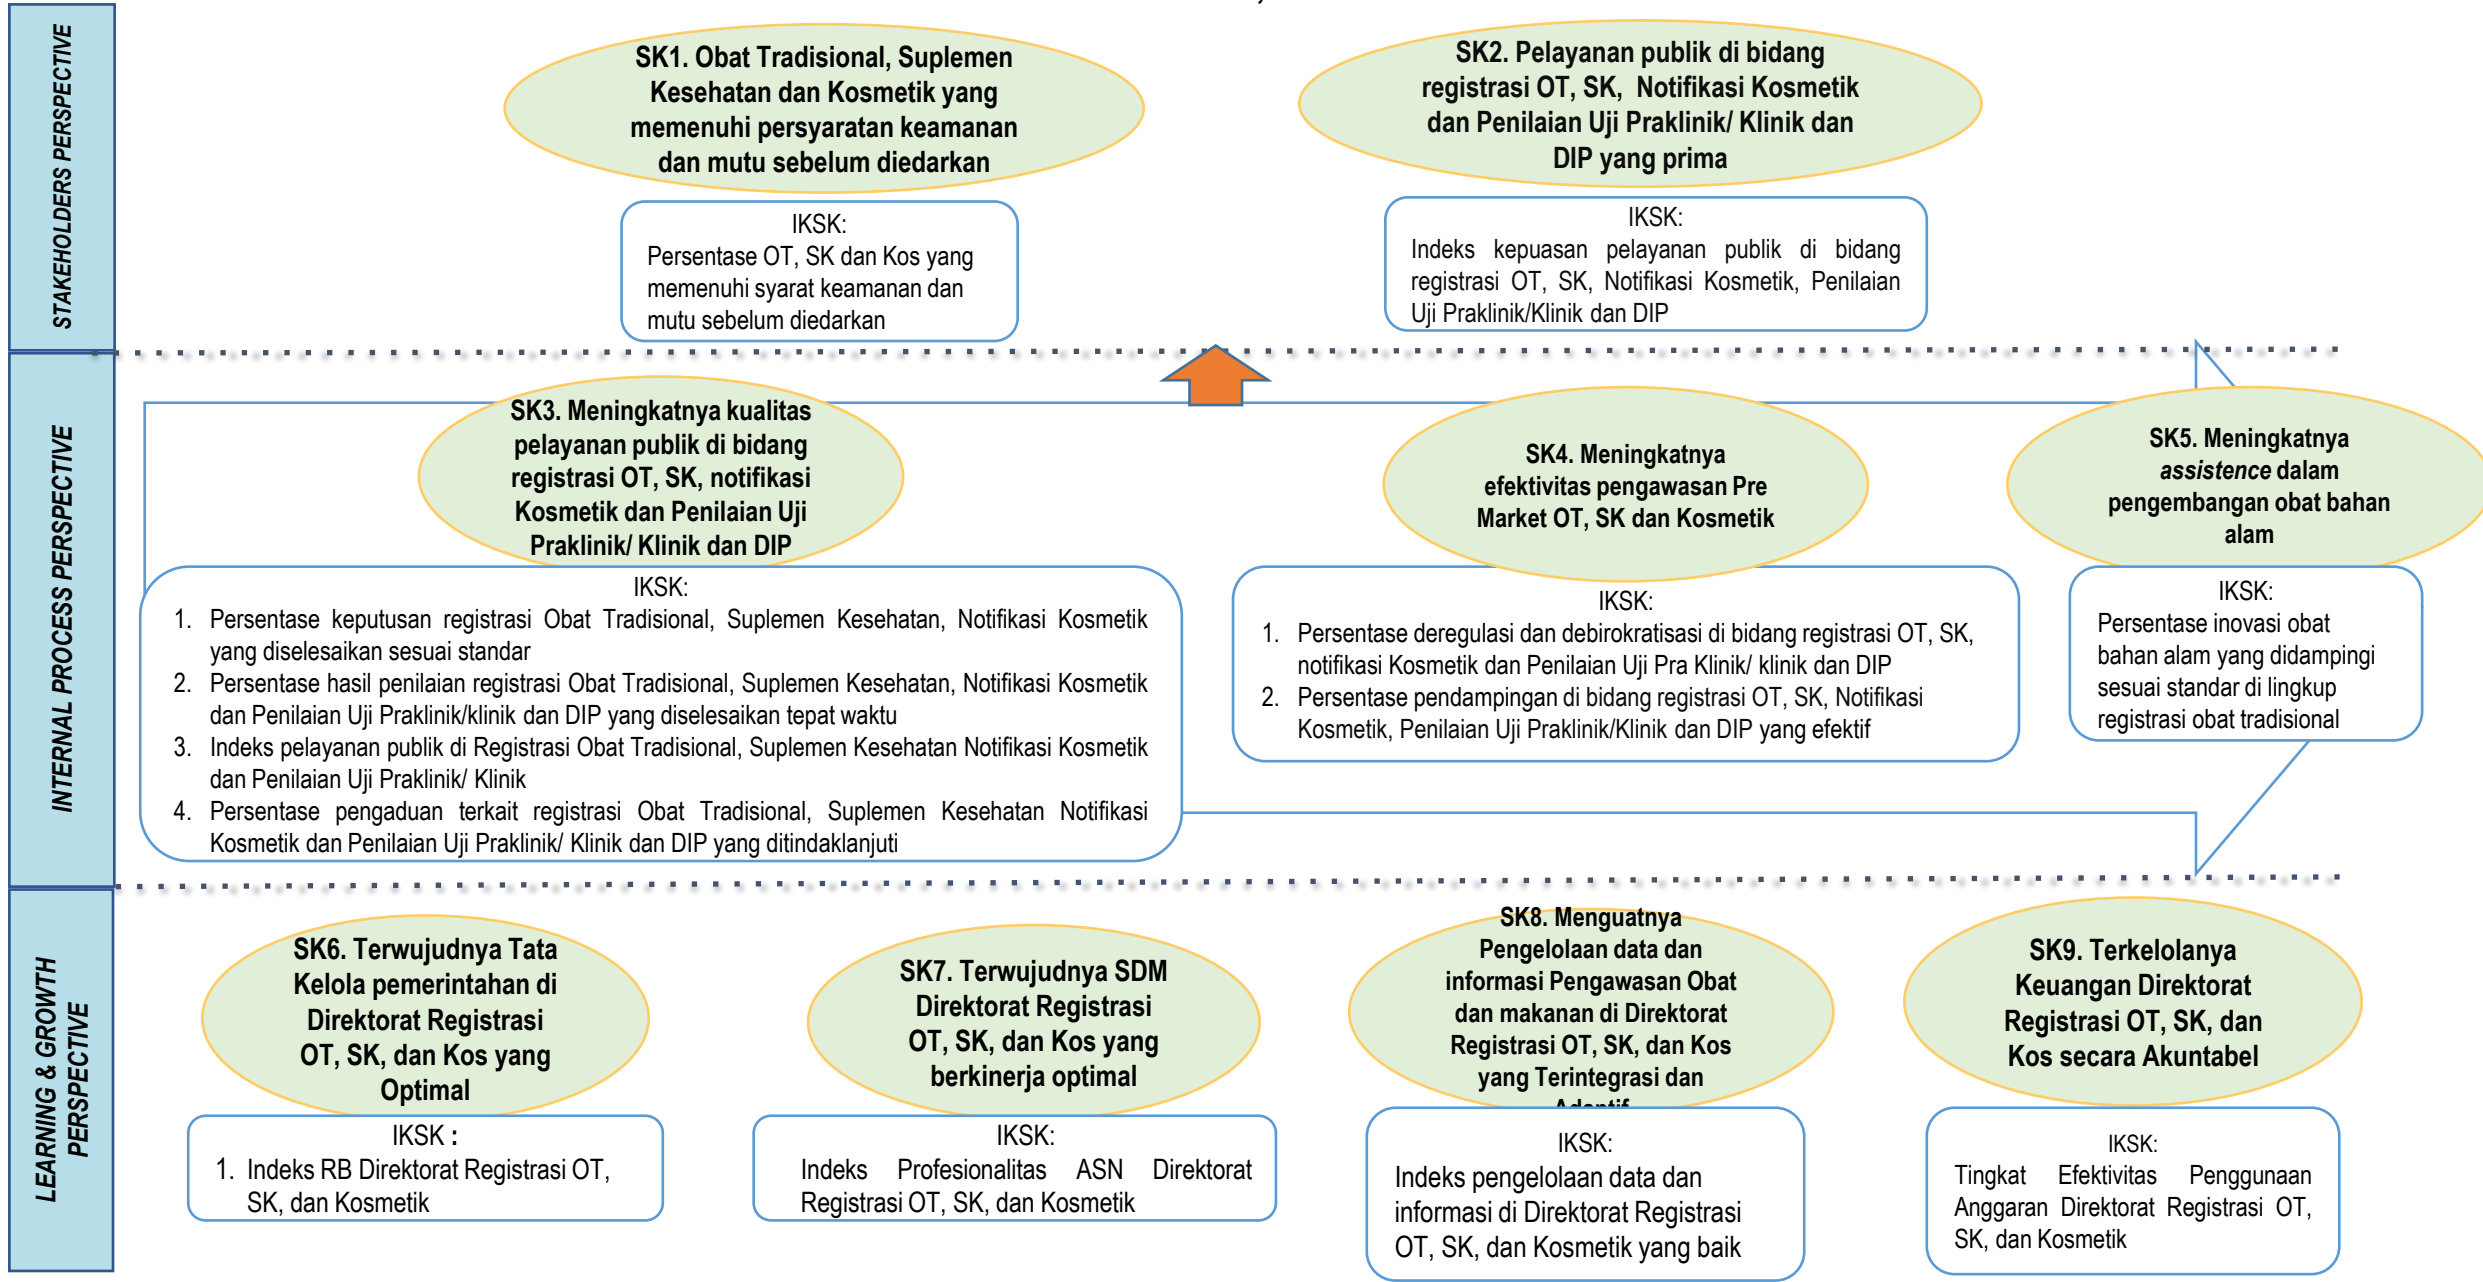 STAKEHOLDERS PERSPECTIVE
SK1. Obat Tradisional, Suplemen
Kesehatan dan Kosmetik yang
memenuhi persyaratan keamanan
dan mutu sebelum diedarkan
IKSK:
Persentase OT, SK dan Kos yang
memenuhi syarat keamanan dan
mutu sebelum diedarkan
SK2. Pelayanan publik di bidang
registrasi OT, SK, Notifikasi Kosmetik
dan Penilaian Uji Praklinik/ Klinik dan
DIP yang prima
IKSK:
Indeks kepuasan pelayanan publik di bidang
registrasi OT, SK, Notifikasi Kosmetik, Penilaian
Uji Praklinik/Klinik dan DIP
INTERNAL PROCESS PERSPECTIVE
SK3. Meningkatnya kualitas
pelayanan publik di bidang
registrasi OT, SK, notifikasi
Kosmetik dan Penilaian Uji
Praklinik/ Klinik dan DIP
IKSK:
1. Persentase keputusan registrasi Obat Tradisional, Suplemen Kesehatan, Notifikasi Kosmetik
yang diselesaikan sesuai standar
2. Persentase hasil penilaian registrasi Obat Tradisional, Suplemen Kesehatan, Notifikasi Kosmetik
dan Penilaian Uji Praklinik/klinik dan DIP yang diselesaikan tepat waktu
3. Indeks pelayanan publik di Registrasi Obat Tradisional, Suplemen Kesehatan Notifikasi Kosmetik
dan Penilaian Uji Praklinik/ Klinik
4. Persentase pengaduan terkait registrasi Obat Tradisional, Suplemen Kesehatan Notifikasi
Kosmetik dan Penilaian Uji Praklinik/ Klinik dan DIP yang ditindaklanjuti
SK4. Meningkatnya
efektivitas pengawasan Pre
Market OT, SK dan Kosmetik
IKSK:
1. Persentase deregulasi dan debirokratisasi di bidang registrasi OT, SK,
notifikasi Kosmetik dan Penilaian Uji Pra Klinik/ klinik dan DIP
2. Persentase pendampingan di bidang registrasi OT, SK, Notifikasi
Kosmetik, Penilaian Uji Praklinik/Klinik dan DIP yang efektif
SK5. Meningkatnya
assistence dalam
pengembangan obat bahan
alam
IKSK:
Persentase inovasi obat
bahan alam yang didampingi
sesuai standar di lingkup
registrasi obat tradisional
LEARNING & GROWTH
PERSPECTIVE
SK6. Terwujudnya Tata
Kelola pemerintahan di
Direktorat Registrasi
OT, SK, dan Kos yang
Optimal
IKSK :
1. Indeks RB Direktorat Registrasi OT,
SK, dan Kosmetik
SK7. Terwujudnya SDM
Direktorat Registrasi
OT, SK, dan Kos yang
berkinerja optimal
IKSK:
Indeks Profesionalitas ASN Direktorat
Registrasi OT, SK, dan Kosmetik
SK8. Menguatnya
Pengelolaan data dan
informasi Pengawasan Obat
dan makanan di Direktorat
Registrasi OT, SK, dan Kos
yang Terintegrasi dan
Adaptif
IKSK:
Indeks pengelolaan data dan
informasi di Direktorat Registrasi
OT, SK, dan Kosmetik yang baik
SK9. Terkelolanya
Keuangan Direktorat
Registrasi OT, SK, dan
Kos secara Akuntabel
IKSK:
Tingkat Efektivitas Penggunaan
Anggaran Direktorat Registrasi OT,
SK, dan Kosmetik